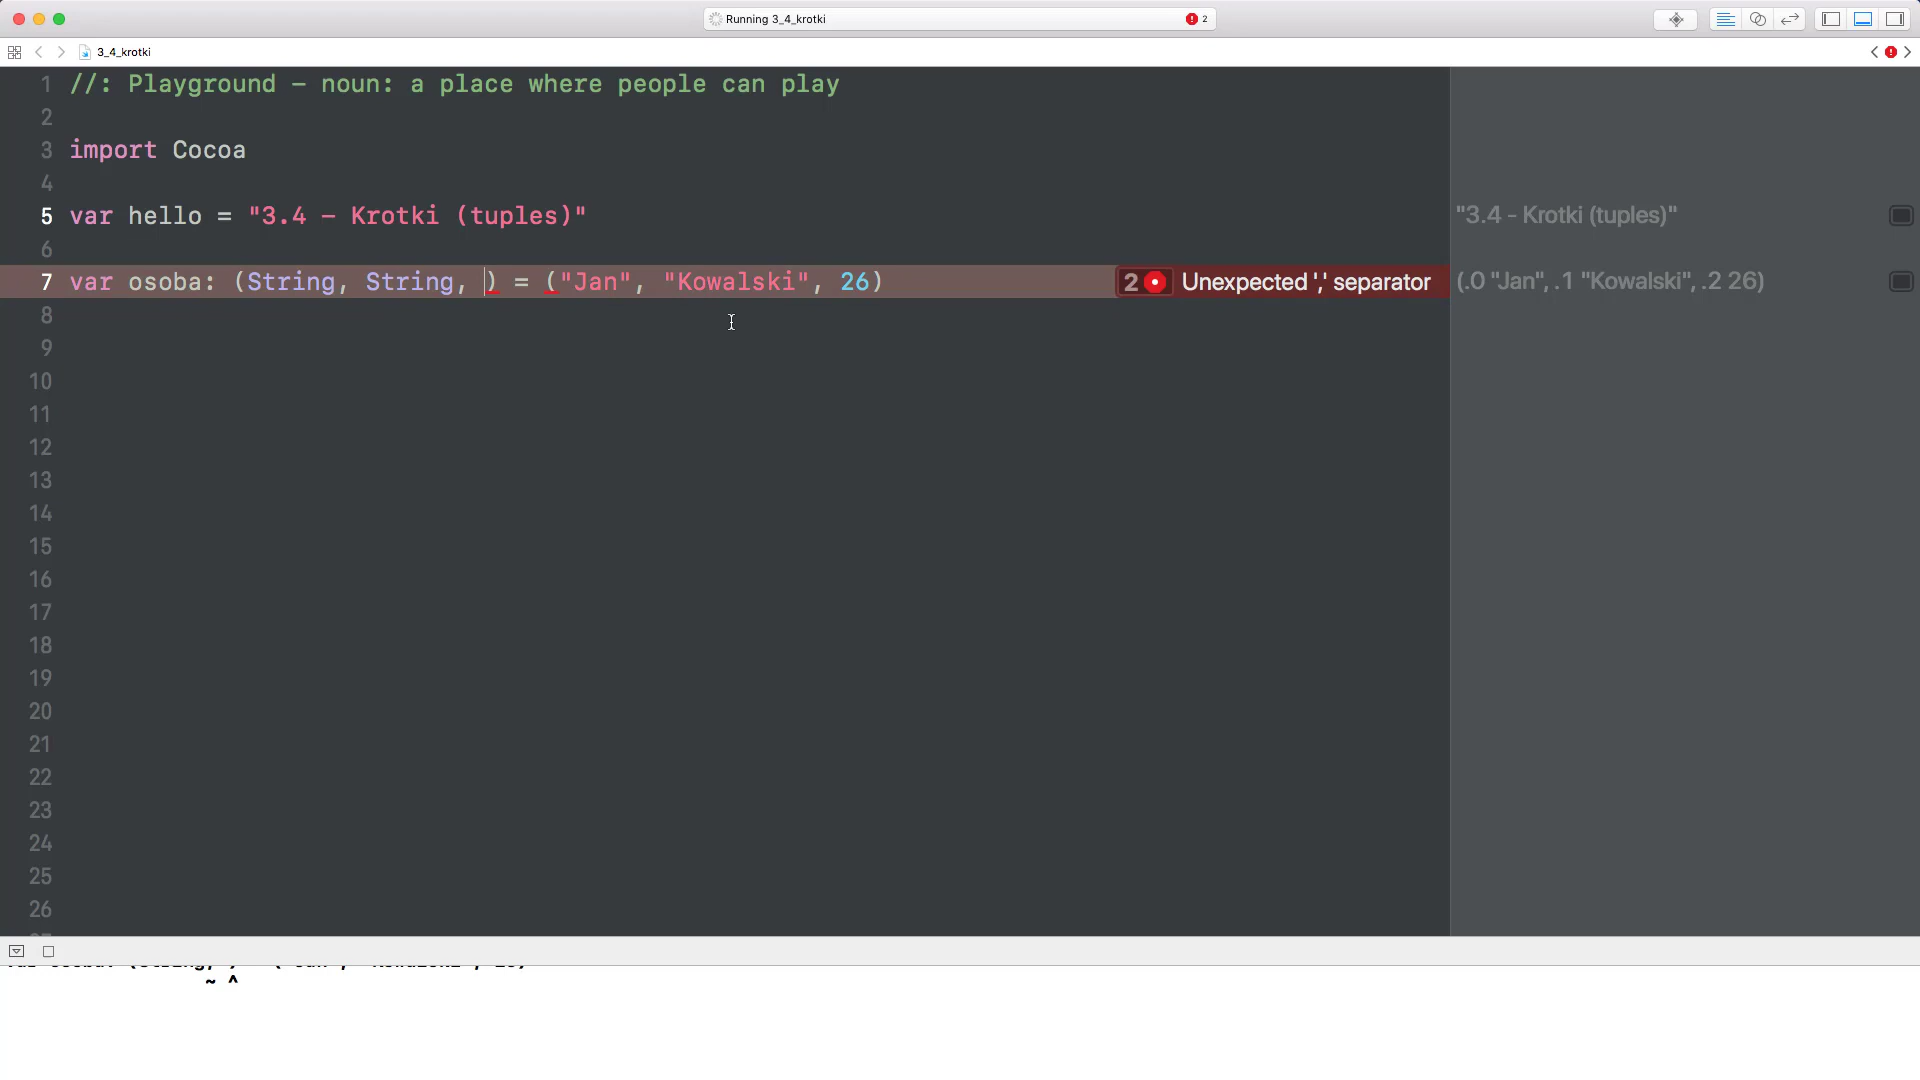 Running 3_4_krotki
2
3_4_krotki
1 //: Playground – noun: a place where people can play
2
3 import Cocoa
4
5 var hello = "3.4 – Krotki (tuples)"
"3.4 - Krotki (tuples)"
6
7 var osoba: (String, String, ) = ("Jan", "Kowalski", 26)
2 Unexpected ',' separator
(.0 "Jan", .1 "Kowalski", .2 26)
8
9
10
11
12
13
14
15
16
17
18
19
20
21
22
23
24
25
26
~ ^